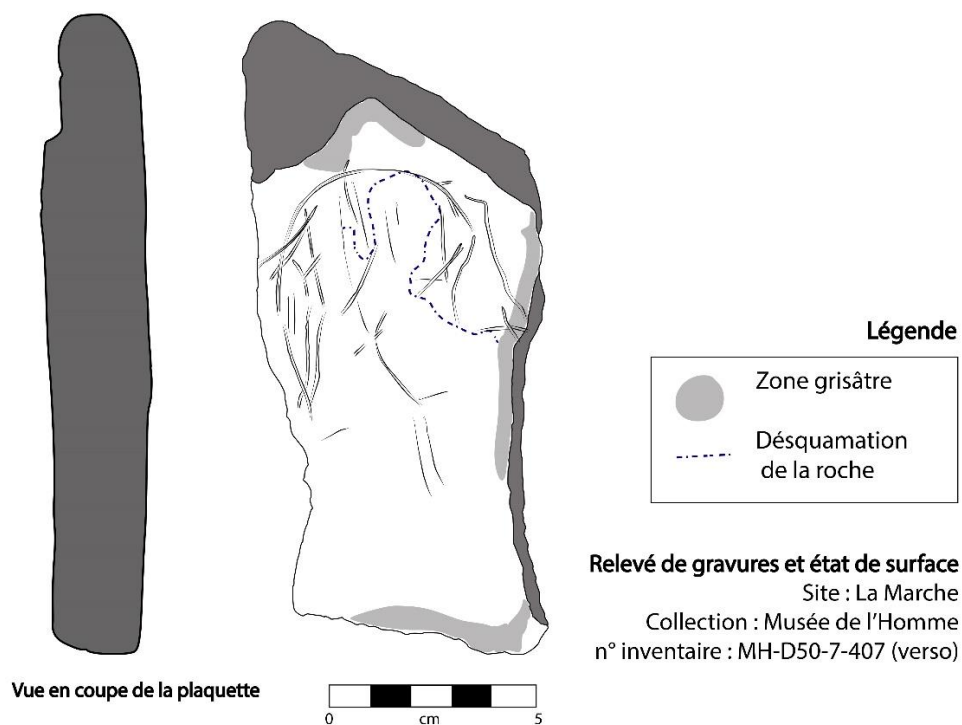 Légende
Zone grisâtre
Désquamation
de la roche
Relevé de gravures et état de surface
Site : La Marche
Collection : Musée de l'Homme
n° inventaire : MH-D50-7-407 (verso)
Vue en coupe de la plaquette
0 cm 5